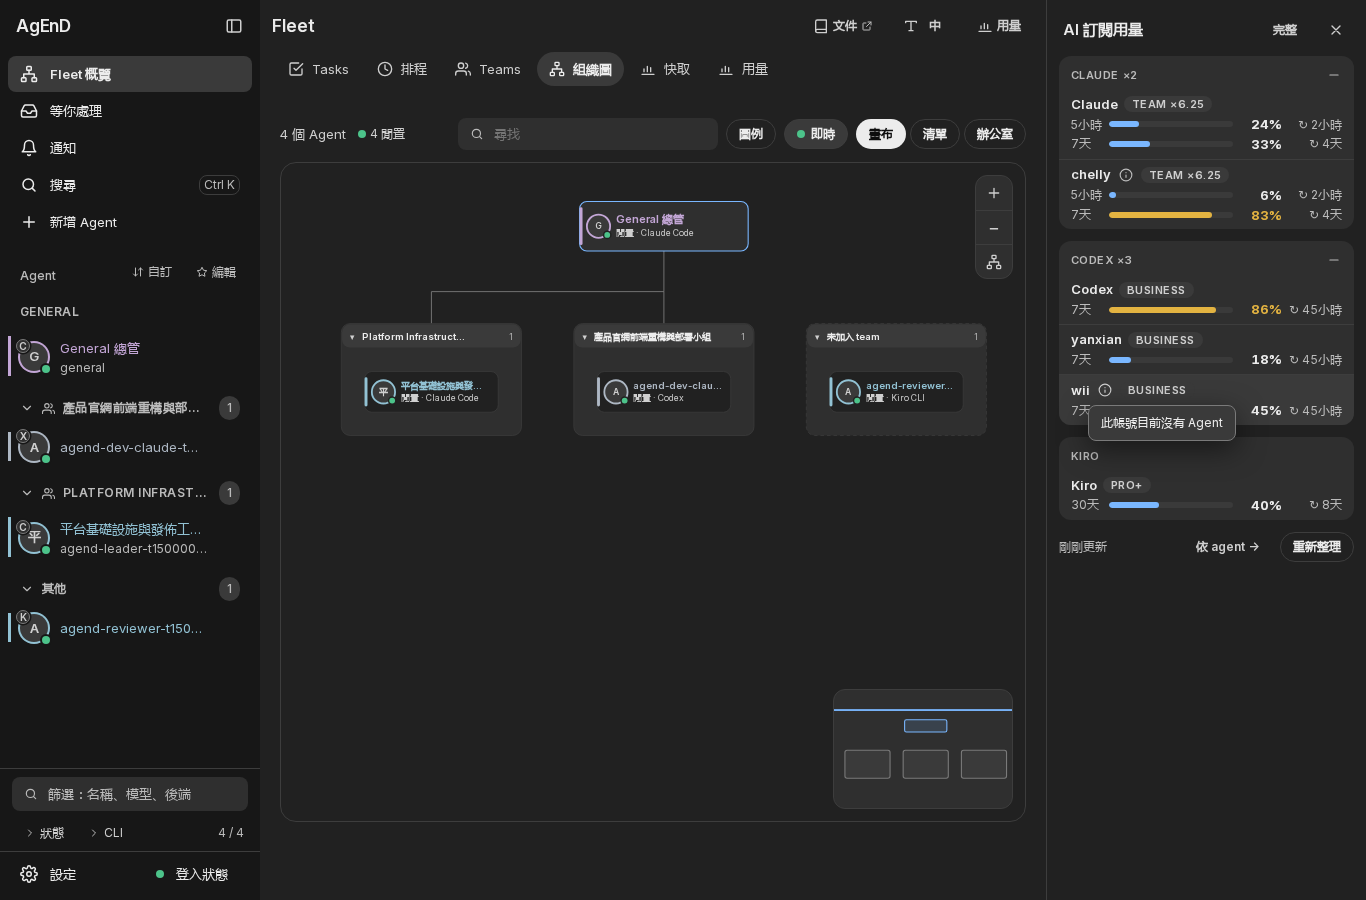 AgEnD
Fleet 概覽
等你處理
通知
搜尋
Ctrl K
新增 Agent
Agent
自訂
編輯
GENERAL
C
G
General 總管
general
產品官網前端重構與部...
1
X
A
agend-dev-claude-t...
PLATFORM INFRAST...
1
C
平
平台基礎設施與發佈工...
agend-leader-t150000...
其他
1
K
A
agend-reviewer-t150...
篩選：名稱、模型、後端
狀態
CLI
4 / 4
設定
登入狀態
Fleet
文件
中
用量
Tasks
排程
Teams
組織圖
快取
用量
4 個 Agent
4 閒置
尋找
圖例
即時
畫布
清單
辦公室
G
General 總管
閒置 · Claude Code
Platform Infrastruct...
1
平
平台基礎設施與發...
閒置 · Claude Code
產品官網前端重構與部署小組
1
A
agend-dev-clau...
閒置 · Codex
未加入 team
1
A
agend-reviewer...
閒置 · Kiro CLI
AI 訂閱用量
完整
CLAUDE ×2
Claude TEAM ×6.25
5小時 24% ↻ 2小時
7天 33% ↻ 4天
chelly TEAM ×6.25
5小時 6% ↻ 2小時
7天 83% ↻ 4天
CODEX ×3
Codex BUSINESS
7天 86% ↻ 45小時
yanxian BUSINESS
7天 18% ↻ 45小時
wii BUSINESS
7天 45% ↻ 45小時
此帳號目前沒有 Agent
KIRO
Kiro PRO+
30天 40% ↻ 8天
剛剛更新
依 agent →
重新整理